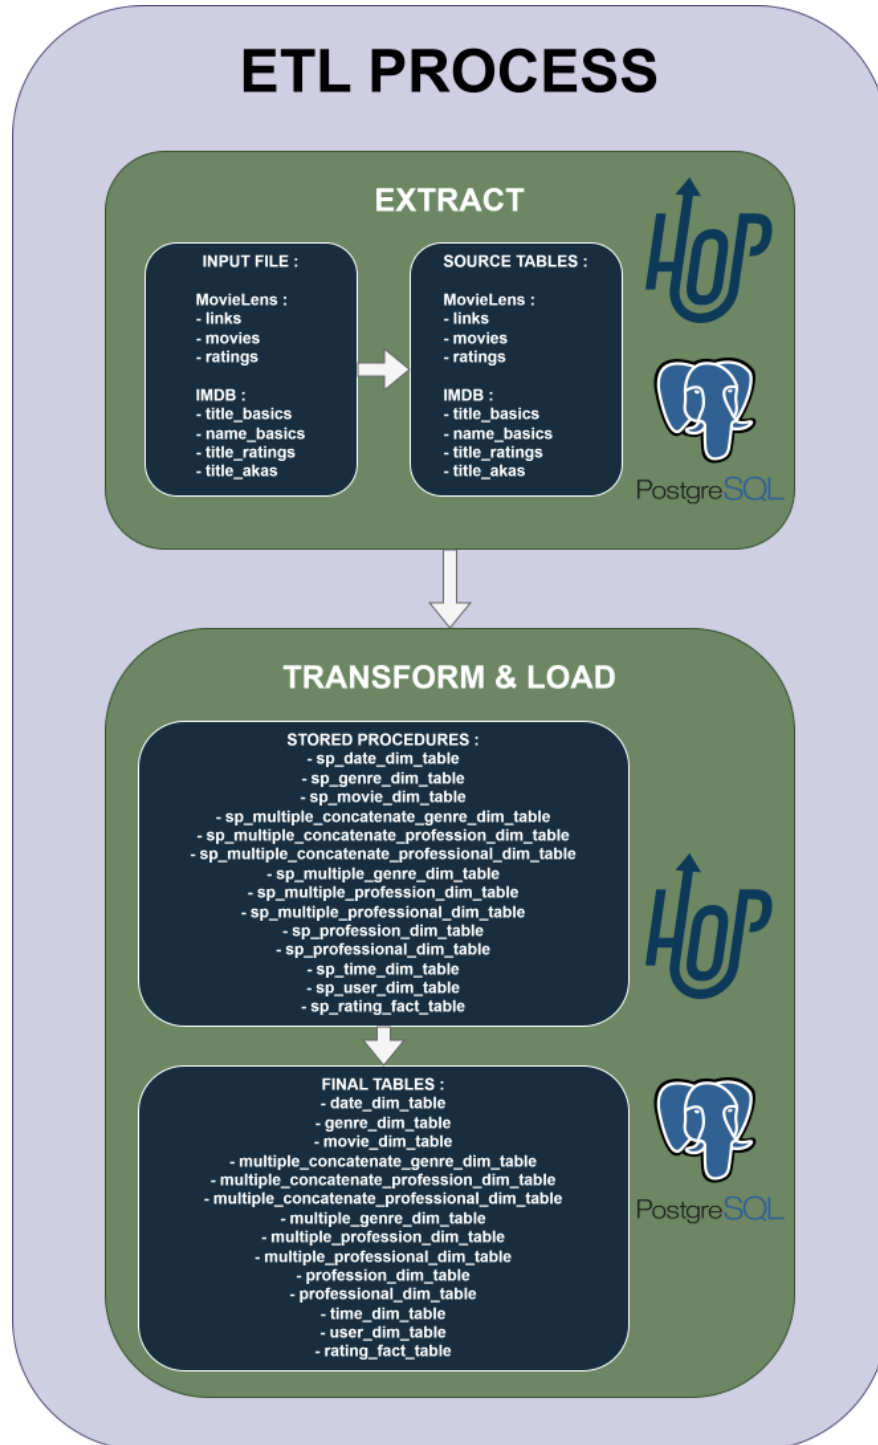 ETL PROCESS
EXTRACT
INPUT FILE :
MovieLens :
- links
- movies
- ratings
IMDB :
- title_basics
- name_basics
- title_ratings
- title_akas
SOURCE TABLES :
MovieLens :
- links
- movies
- ratings
IMDB :
- title_basics
- name_basics
- title_ratings
- title_akas
HOP
PostgreSQL
TRANSFORM & LOAD
STORED PROCEDURES :
- sp_date_dim_table
- sp_genre_dim_table
- sp_movie_dim_table
- sp_multiple_concatenate_genre_dim_table
- sp_multiple_concatenate_profession_dim_table
- sp_multiple_concatenate_professional_dim_table
- sp_multiple_genre_dim_table
- sp_multiple_profession_dim_table
- sp_multiple_professional_dim_table
- sp_profession_dim_table
- sp_professional_dim_table
- sp_time_dim_table
- sp_user_dim_table
- sp_rating_fact_table
HOP
FINAL TABLES :
- date_dim_table
- genre_dim_table
- movie_dim_table
- multiple_concatenate_genre_dim_table
- multiple_concatenate_profession_dim_table
- multiple_concatenate_professional_dim_table
- multiple_genre_dim_table
- multiple_profession_dim_table
- multiple_professional_dim_table
- profession_dim_table
- professional_dim_table
- time_dim_table
- user_dim_table
- rating_fact_table
PostgreSQL